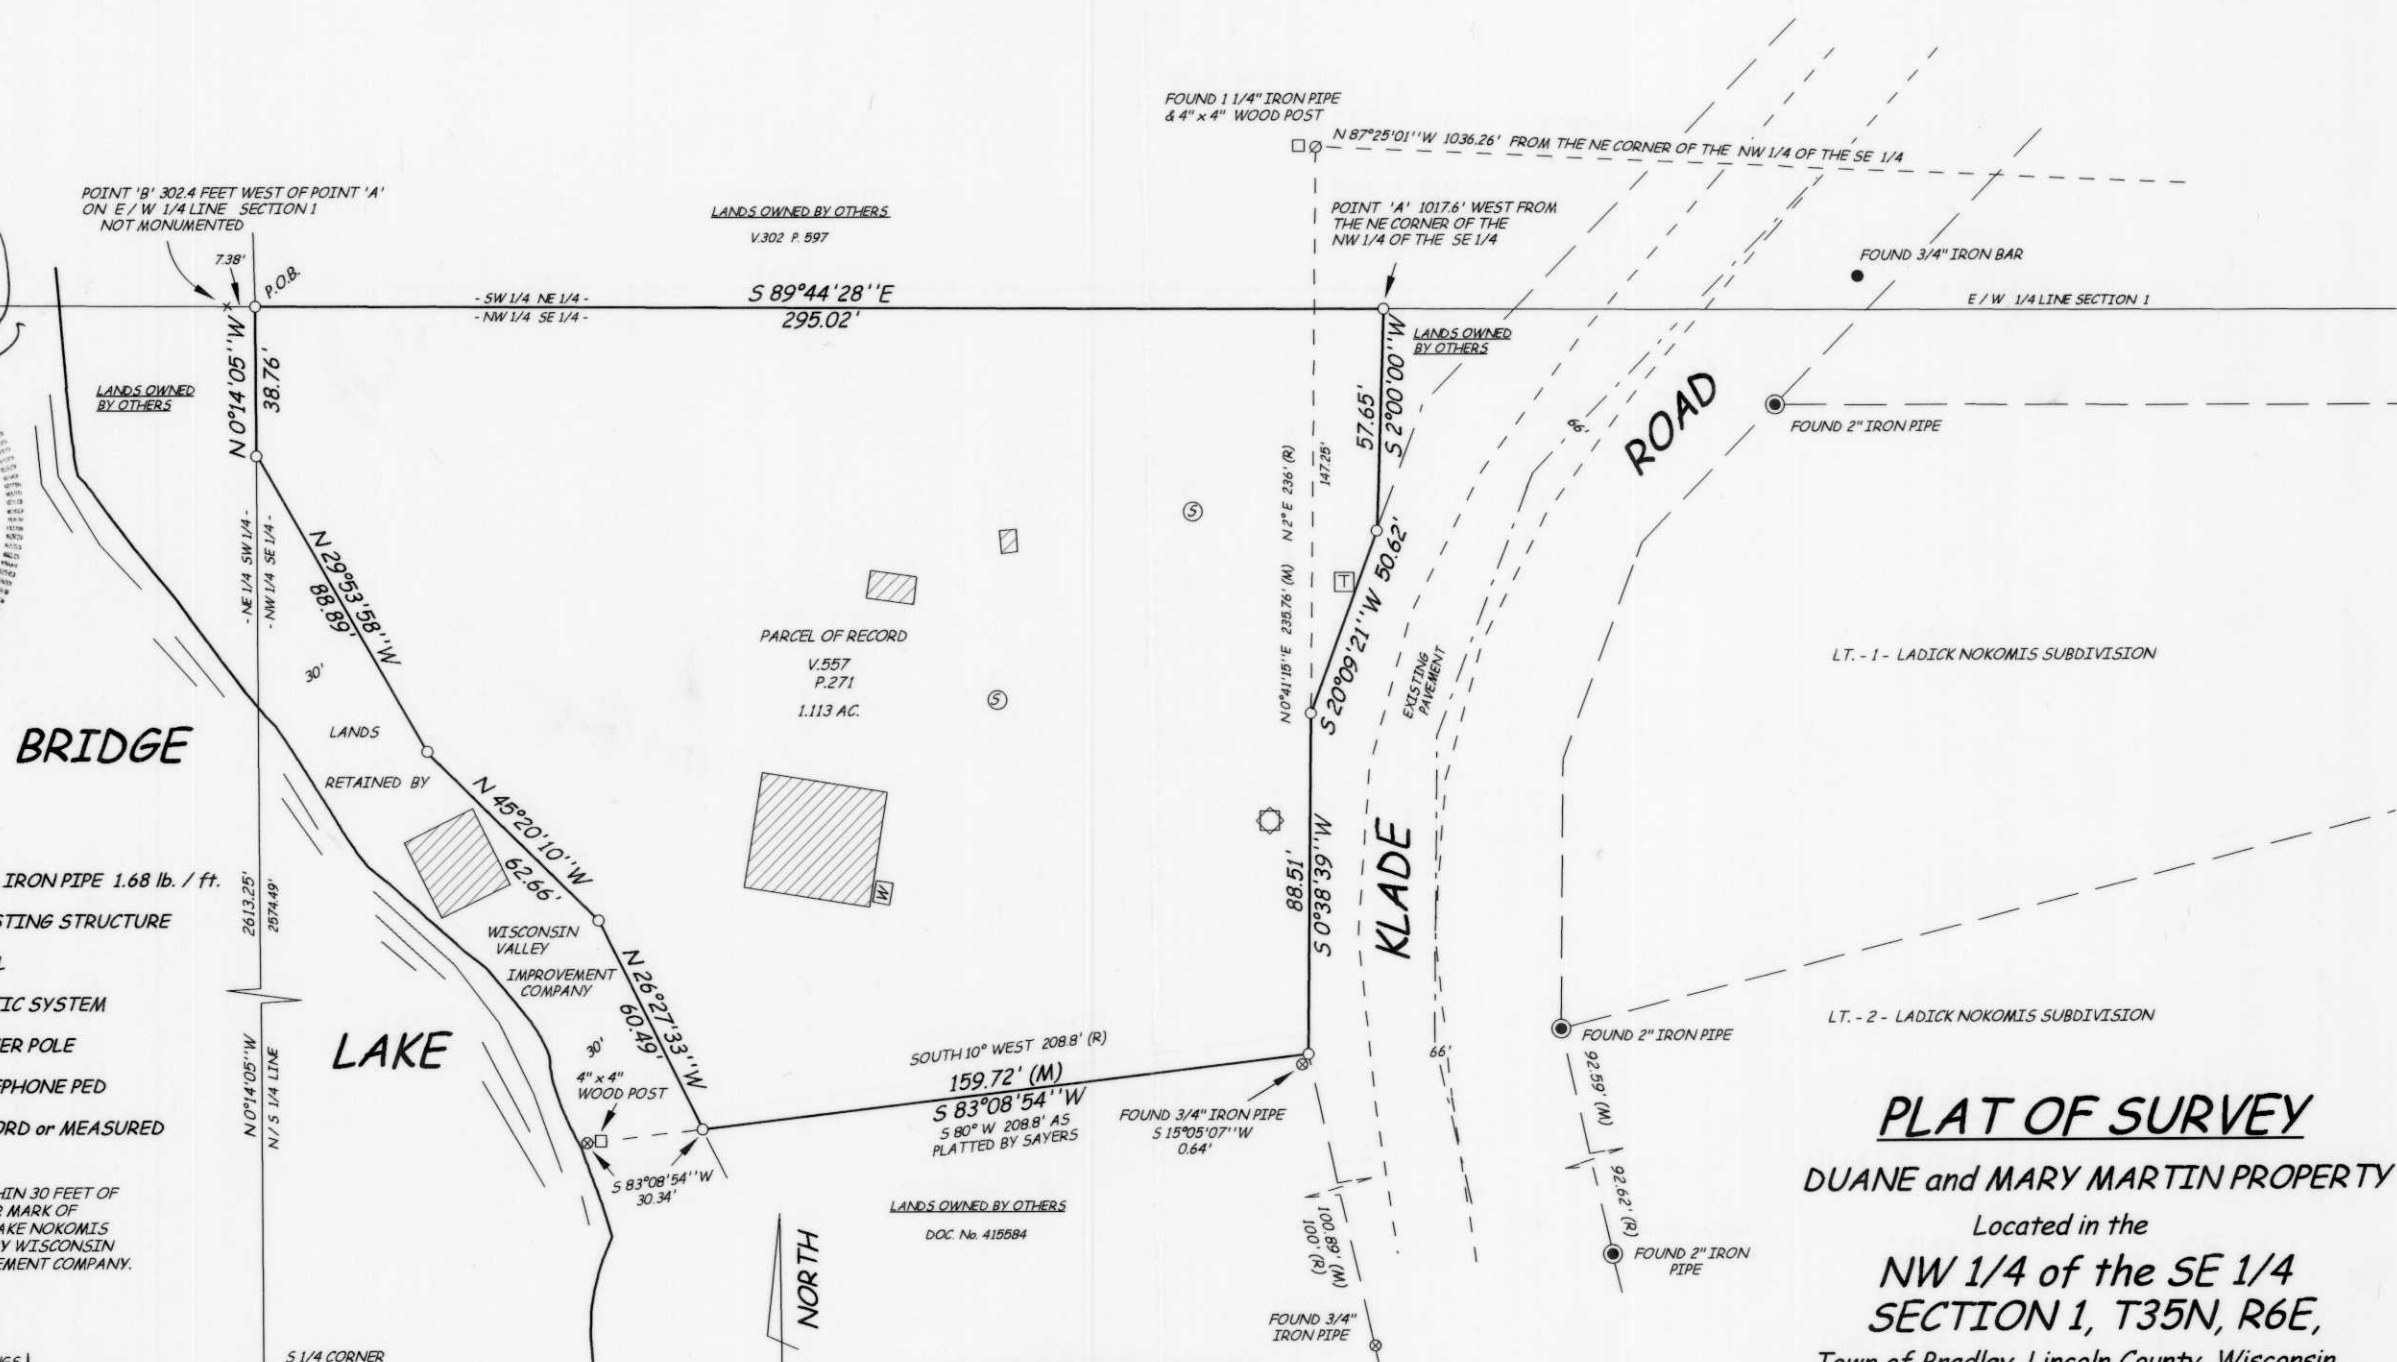 FOUND 1 1/4" IRON PIPE
& 4" x 4" WOOD POST
N 87°25'01''W 1036.26' FROM THE NE CORNER OF THE NW 1/4 OF THE SE 1/4
POINT 'B' 302.4 FEET WEST OF POINT 'A'
ON E / W 1/4 LINE SECTION 1
NOT MONUMENTED
7.38'
P.O.B.
LANDS OWNED BY OTHERS
V.302 P. 597
POINT 'A' 1017.6' WEST FROM
THE NE CORNER OF THE
NW 1/4 OF THE SE 1/4
FOUND 3/4" IRON BAR
E / W 1/4 LINE SECTION 1
- SW 1/4 NE 1/4 -
- NW 1/4 SE 1/4 -
S 89°44'28''E
295.02'
LANDS OWNED
BY OTHERS
N 0°14'05''W
38.76'
LANDS OWNED
BY OTHERS
57.65'
S 2°00'00''W
66'
ROAD
FOUND 2" IRON PIPE
N0°41'15''E 235.76' (M) N2° E 236' (R)
147.25'
S
- NE 1/4 SW 1/4 -
- NW 1/4 SE 1/4 -
N 29°53'58''W
88.89'
30'
T
S 20°09'21''W 50.62'
EXISTING
PAVEMENT
PARCEL OF RECORD
V.557
P.271
1.113 AC.
S
LT. - 1 - LADICK NOKOMIS SUBDIVISION
BRIDGE
LANDS
RETAINED BY
N 45°20'10''W
62.66'
W
88.51'
S 0°38'39''W
KLADE
IRON PIPE 1.68 lb. / ft.
STING STRUCTURE
L
TIC SYSTEM
ER POLE
EPHONE PED
ORD or MEASURED
2613.25'
2574.49'
WISCONSIN
VALLEY
IMPROVEMENT
COMPANY
N 26°27'33''W
60.49'
N 0°14'05''W
N / S 1/4 LINE
LAKE
30'
4" x 4"
WOOD POST
SOUTH 10° WEST 208.8' (R)
159.72' (M)
S 83°08'54''W
S 80° W 208.8' AS
PLATTED BY SAYERS
FOUND 3/4" IRON PIPE
S 15°05'07''W
0.64'
66'
LT. - 2 - LADICK NOKOMIS SUBDIVISION
FOUND 2" IRON PIPE
92.59' (M)
92.62' (R)
S 83°08'54''W
30.34'
LANDS OWNED BY OTHERS
DOC. No. 415584
HIN 30 FEET OF
R MARK OF
AKE NOKOMIS
Y WISCONSIN
EMENT COMPANY.
NORTH
100.89' (M)
100' (R)
FOUND 2" IRON
PIPE
FOUND 3/4"
IRON PIPE
S 1/4 CORNER
PLAT OF SURVEY
DUANE and MARY MARTIN PROPERTY
Located in the
NW 1/4 of the SE 1/4
SECTION 1, T35N, R6E,
Town of Bradley, Lincoln County, Wisconsin